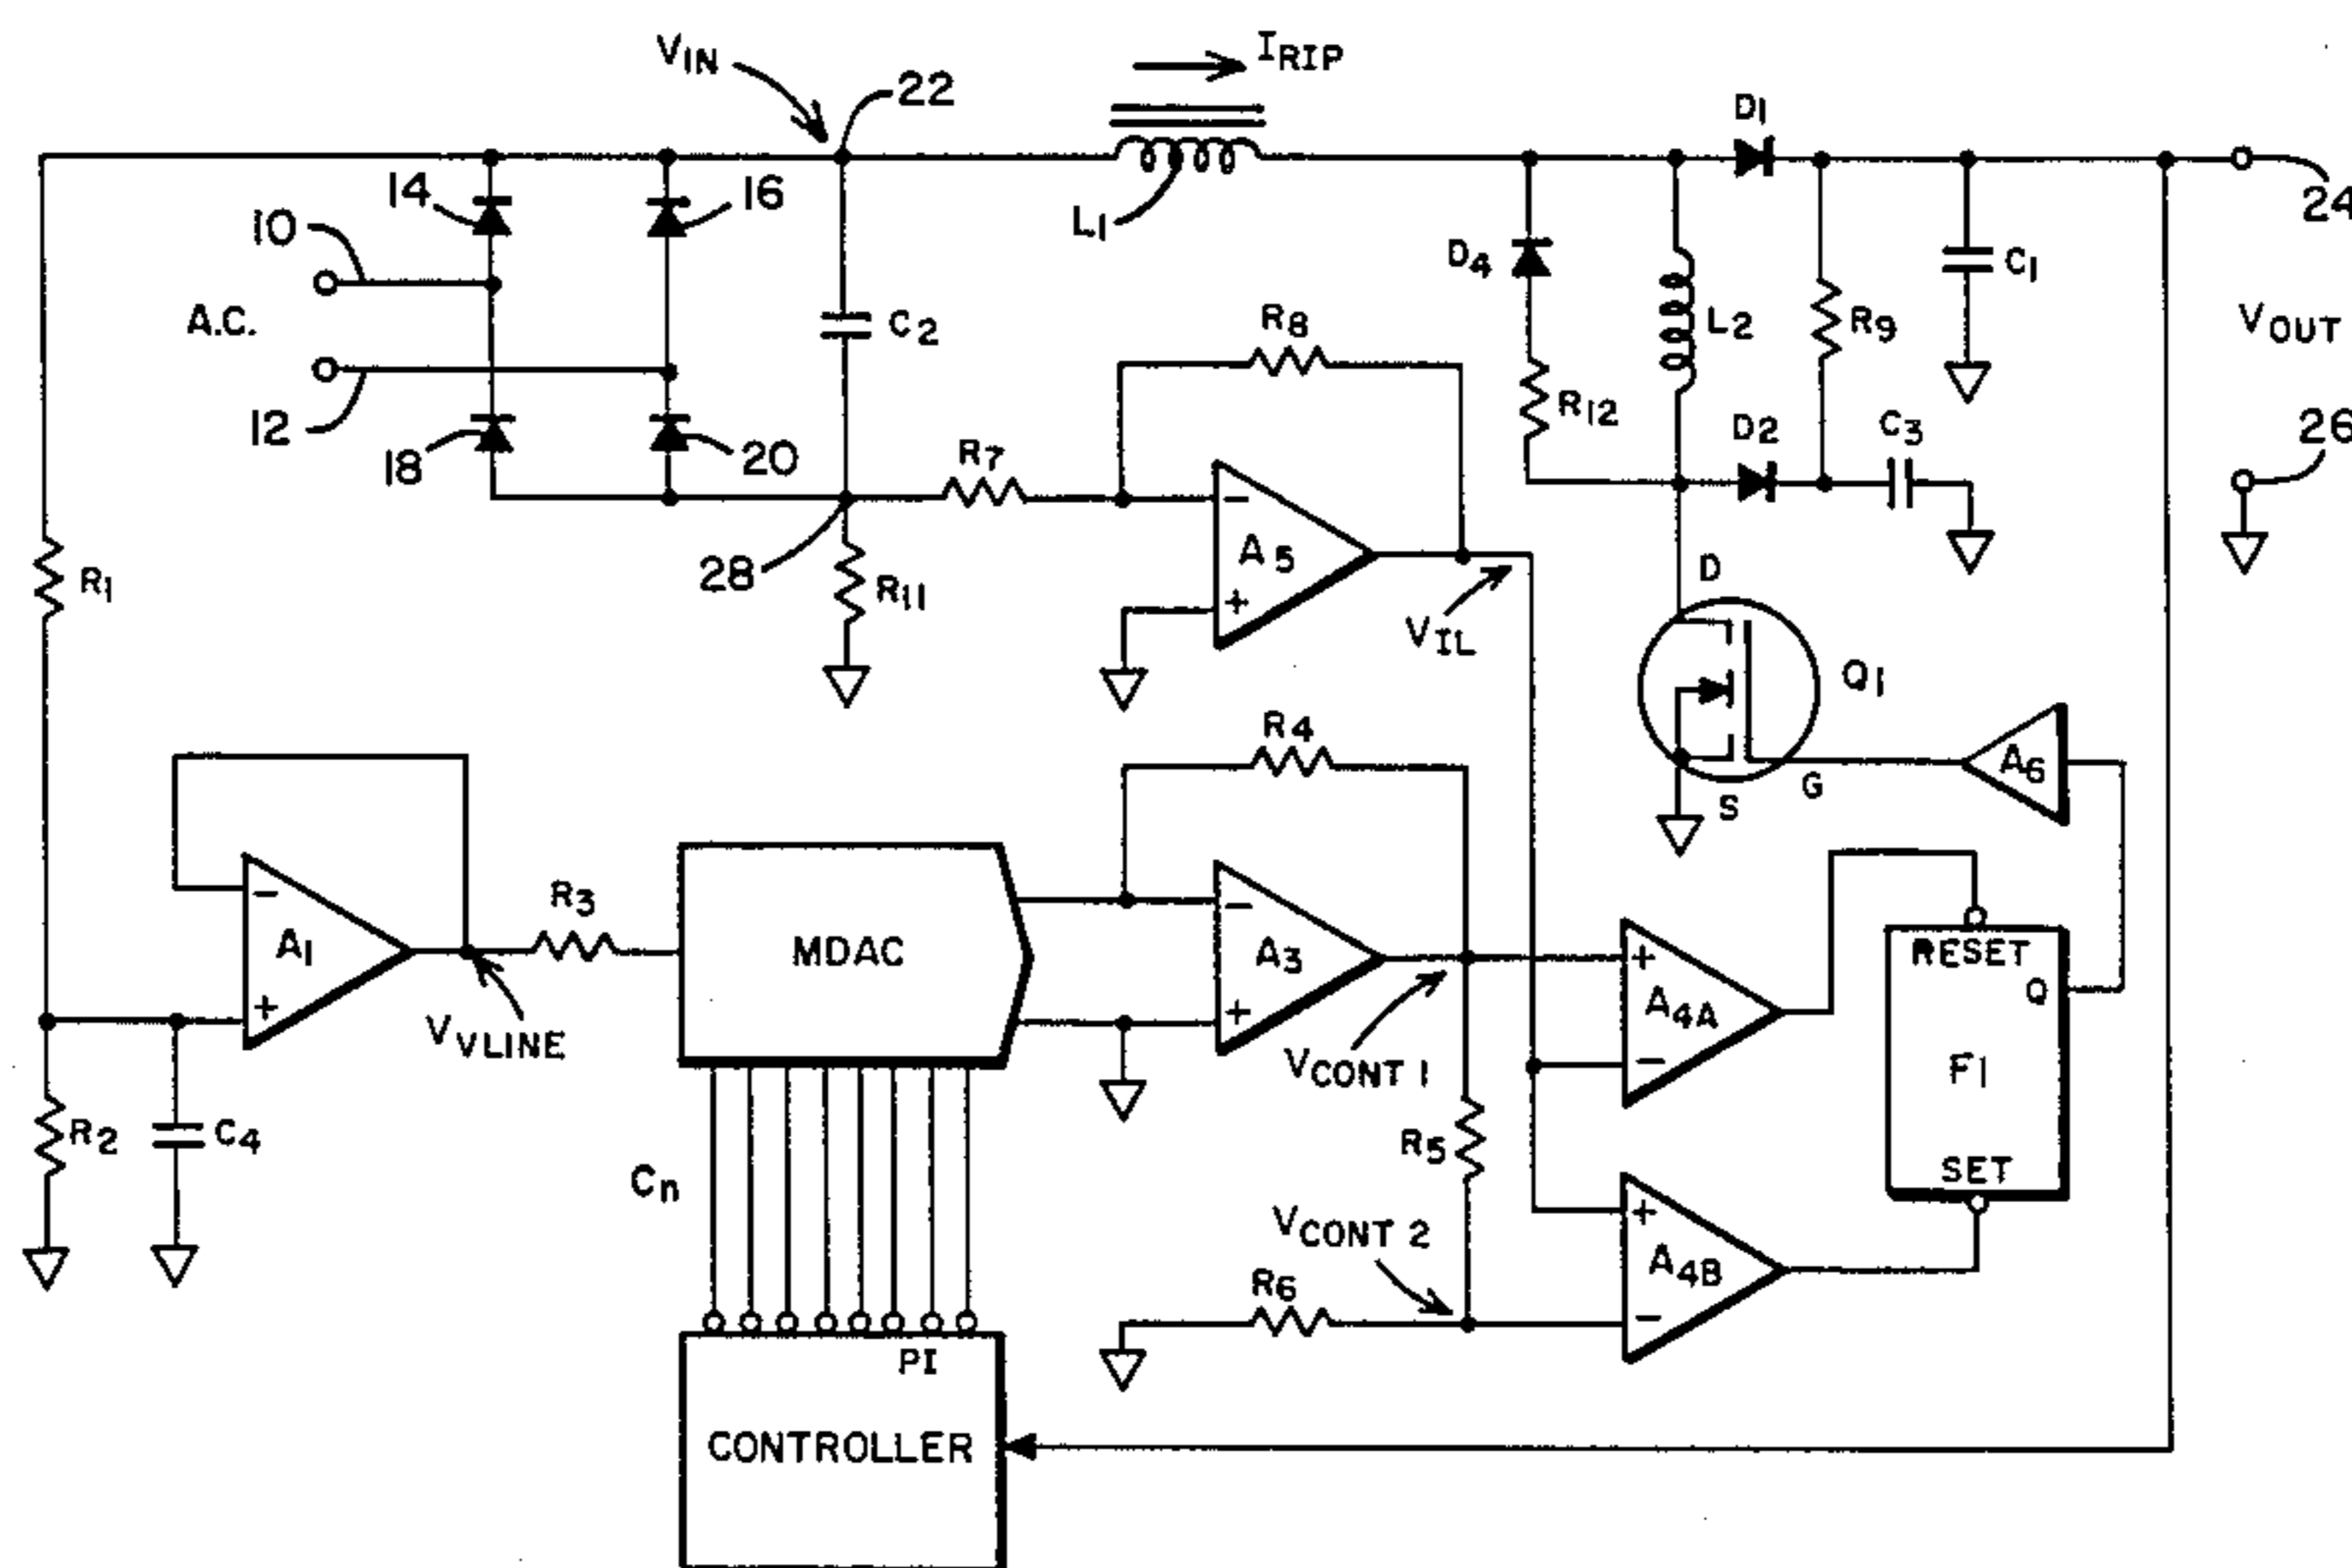 VIN
22
IRIP
D1
14
16
L1
24
10
D4
L2
R9
C1
A.C.
C2
R8
VOUT
12
R12
D2
C3
26
18
20
R7
28
R1
R11
-
A5
+
VIL
D
Q1
R4
G
A6
S
-
A1
+
VVLINE
R3
MDAC
-
A3
+
VCONT 1
+
A4A
-
RESET
Q
F1
SET
R2
C4
Cn
R5
VCONT 2
R6
+
A4B
-
PI
CONTROLLER